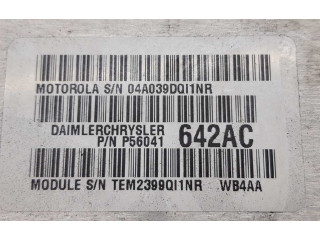 MOTOROLA S/N 04A039DQI1NR
DAIMLERCHRYSLER
P/N P56041 642AC
MODULE S/N TEM2399QI1NR WB4AA